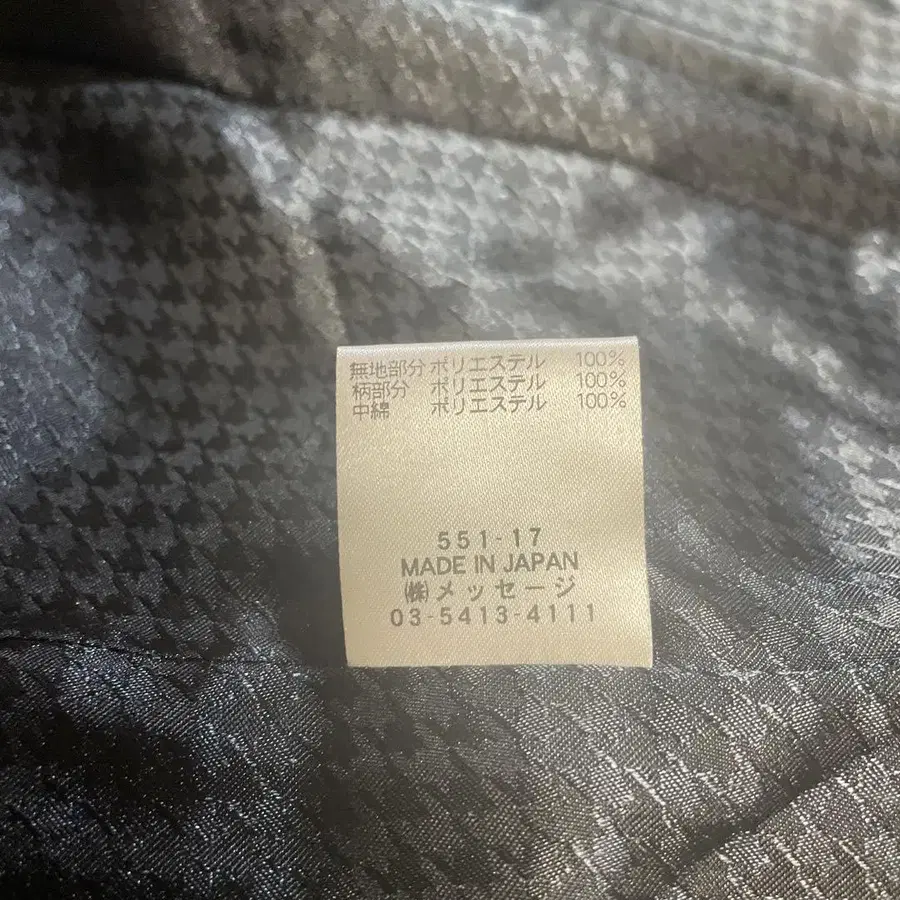 無地部分 ポリエステル 100%
柄部分 ポリエステル 100%
中綿 ポリエステル 100%
551-17
MADE IN JAPAN
㈱メッセージ
03-5413-4111